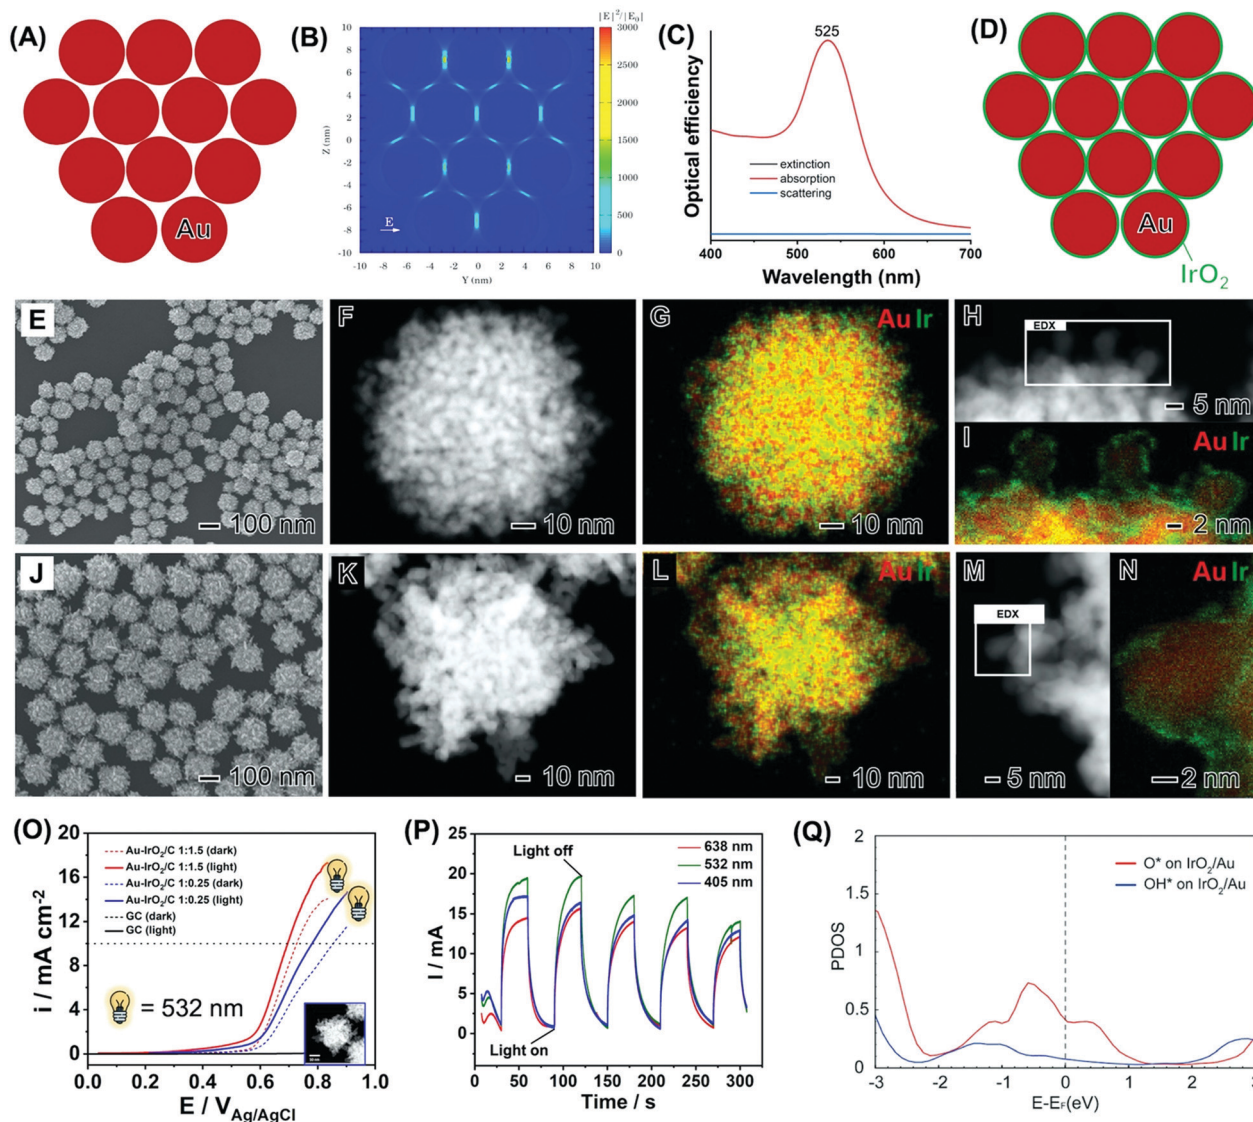 (A)
Au
(B)
|E|²/|E₀|
10
8
6
4
2
0
-2
-4
-6
-8
-10
Z (nm)
E
-10 -8 -6 -4 -2 0 2 4 6 8 10
Y (nm)
3000
2500
2000
1500
1000
500
0
(C)
525
Optical efficiency
extinction
absorption
scattering
400 500 600 700
Wavelength (nm)
(D)
Au
IrO₂
E
100 nm
F
10 nm
G
Au Ir
10 nm
H
EDX
5 nm
I
Au Ir
2 nm
J
100 nm
K
10 nm
L
Au Ir
10 nm
M
EDX
5 nm
N
Au Ir
2 nm
(O)
20
16
12
8
4
0
i / mA cm⁻²
Au-IrO₂/C 1:1.5 (dark)
Au-IrO₂/C 1:1.5 (light)
Au-IrO₂/C 1:0.25 (dark)
Au-IrO₂/C 1:0.25 (light)
GC (dark)
GC (light)
= 532 nm
0.0 0.2 0.4 0.6 0.8 1.0
E / V_Ag/AgCl
(P)
25
20
15
10
5
0
I / mA
Light off
638 nm
532 nm
405 nm
Light on
0 50 100 150 200 250 300
Time / s
(Q)
2
1.5
1
0.5
0
PDOS
O* on IrO₂/Au
OH* on IrO₂/Au
-3 -2 -1 0 1 2 3
E-E_F(eV)